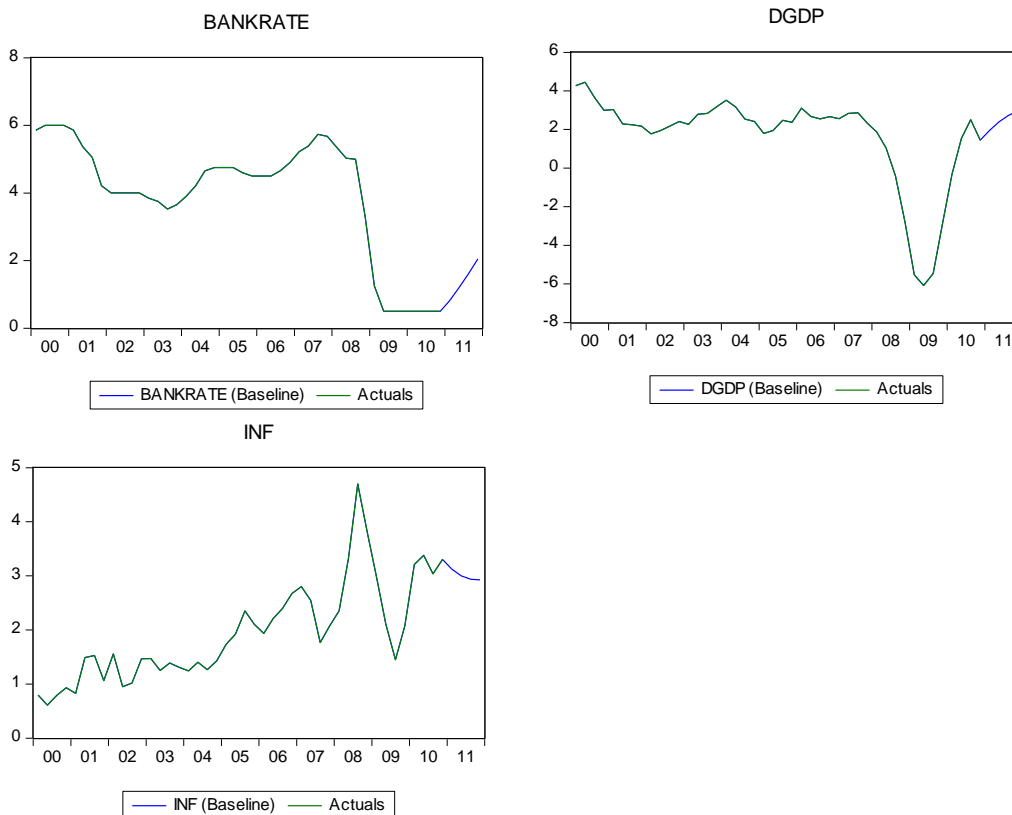 BANKRATE
8
6
4
2
0
00 01 02 03 04 05 06 07 08 09 10 11
BANKRATE (Baseline) Actuals
DGDP
6
4
2
0
-2
-4
-6
-8
00 01 02 03 04 05 06 07 08 09 10 11
DGDP (Baseline) Actuals
INF
5
4
3
2
1
0
00 01 02 03 04 05 06 07 08 09 10 11
INF (Baseline) Actuals